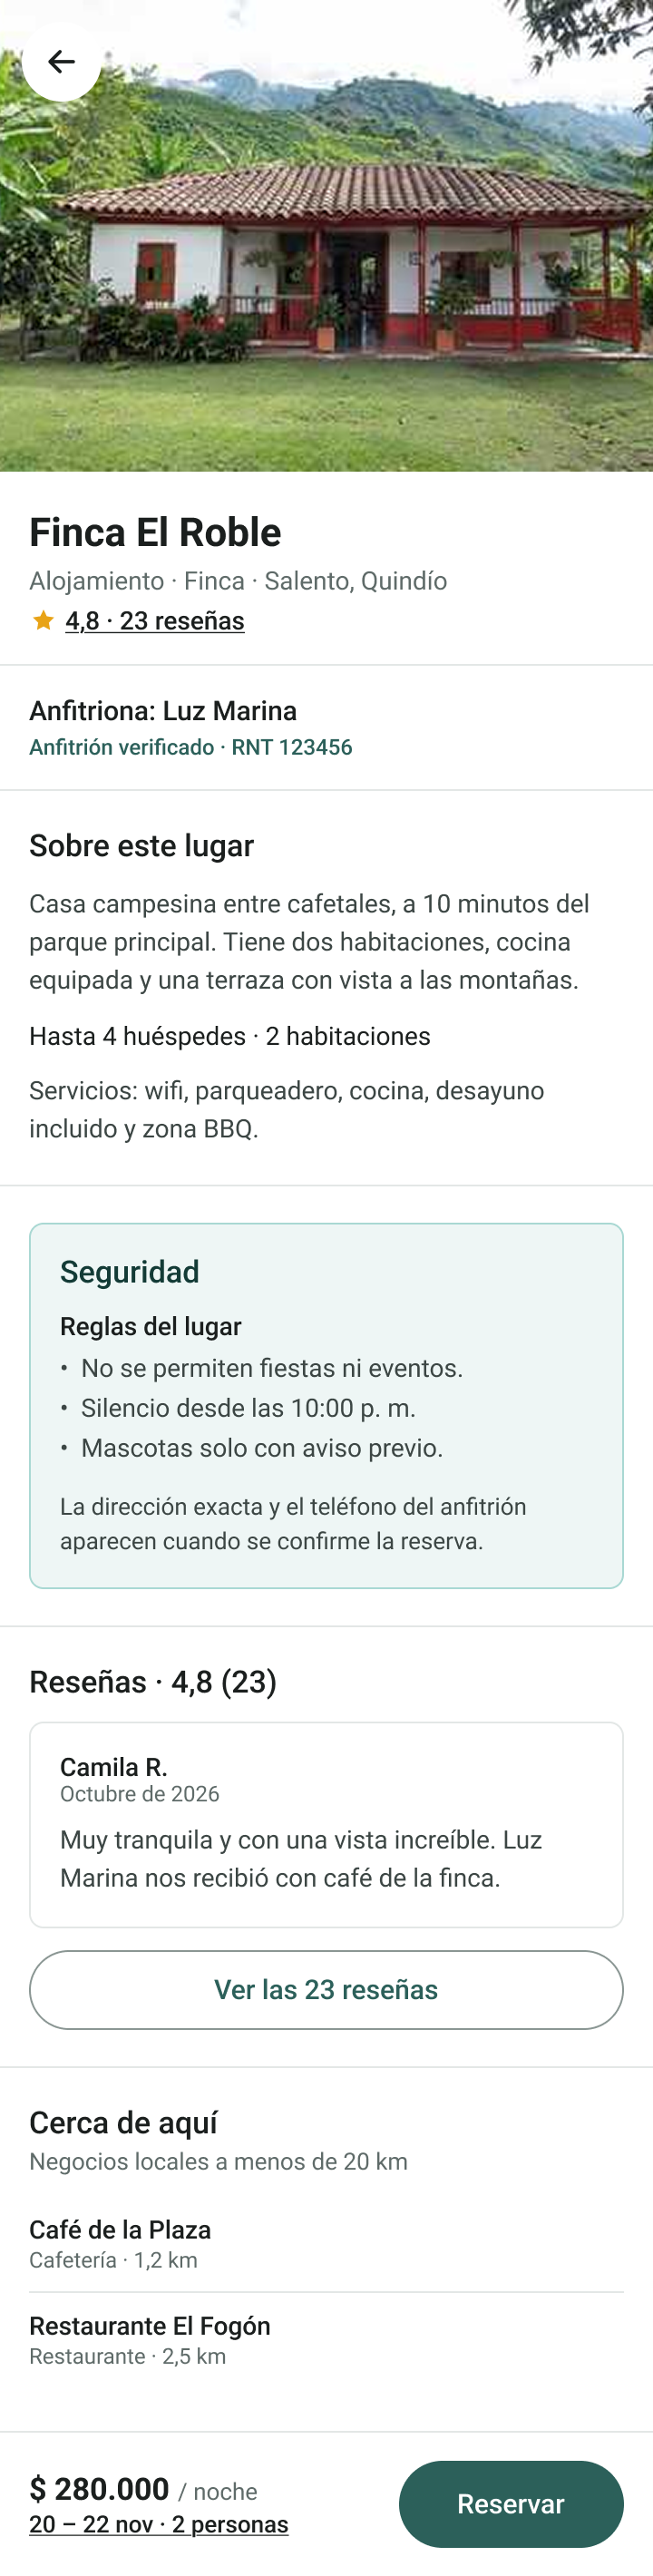 Finca El Roble
Alojamiento · Finca · Salento, Quindío
4,8 · 23 reseñas
Anfitriona: Luz Marina
Anfitrión verificado · RNT 123456
Sobre este lugar
Casa campesina entre cafetales, a 10 minutos del
parque principal. Tiene dos habitaciones, cocina
equipada y una terraza con vista a las montañas.
Hasta 4 huéspedes · 2 habitaciones
Servicios: wifi, parqueadero, cocina, desayuno
incluido y zona BBQ.
Seguridad
Reglas del lugar
• No se permiten fiestas ni eventos.
• Silencio desde las 10:00 p. m.
• Mascotas solo con aviso previo.
La dirección exacta y el teléfono del anfitrión
aparecen cuando se confirme la reserva.
Reseñas · 4,8 (23)
Camila R.
Octubre de 2026
Muy tranquila y con una vista increíble. Luz
Marina nos recibió con café de la finca.
Ver las 23 reseñas
Cerca de aquí
Negocios locales a menos de 20 km
Café de la Plaza
Cafetería · 1,2 km
Restaurante El Fogón
Restaurante · 2,5 km
$ 280.000 / noche
20 – 22 nov · 2 personas
Reservar